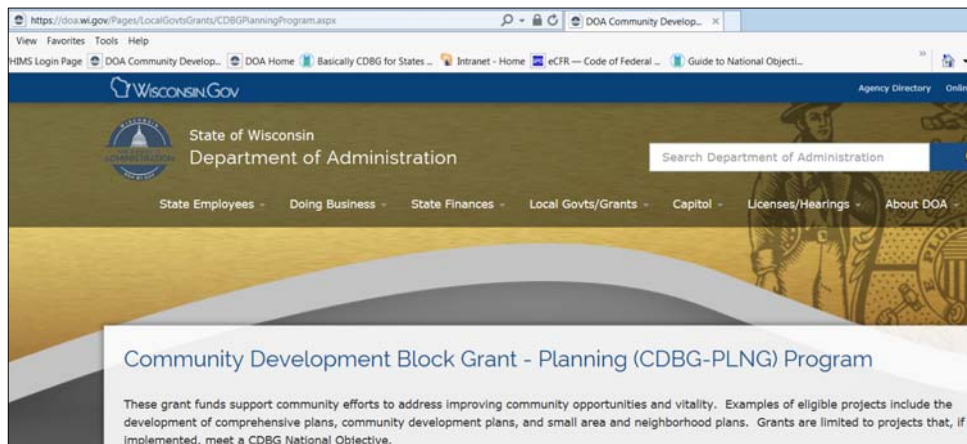 https://doa.wi.gov/Pages/LocalGovtsGrants/CDBGPlanningProgram.aspx
DOA Community Develop...
View Favorites Tools Help
HIMS Login Page DOA Community Develop... DOA Home Basically CDBG for States ... Intranet - Home eCFR — Code of Federal ... Guide to National Objecti...
WISCONSIN.GOV
Agency Directory Onlin
State of Wisconsin
Department of Administration
Search Department of Administration
State Employees Doing Business State Finances Local Govts/Grants Capitol Licenses/Hearings About DOA
Community Development Block Grant - Planning (CDBG-PLNG) Program
These grant funds support community efforts to address improving community opportunities and vitality. Examples of eligible projects include the
development of comprehensive plans, community development plans, and small area and neighborhood plans. Grants are limited to projects that, if
implemented, meet a CDBG National Objective.